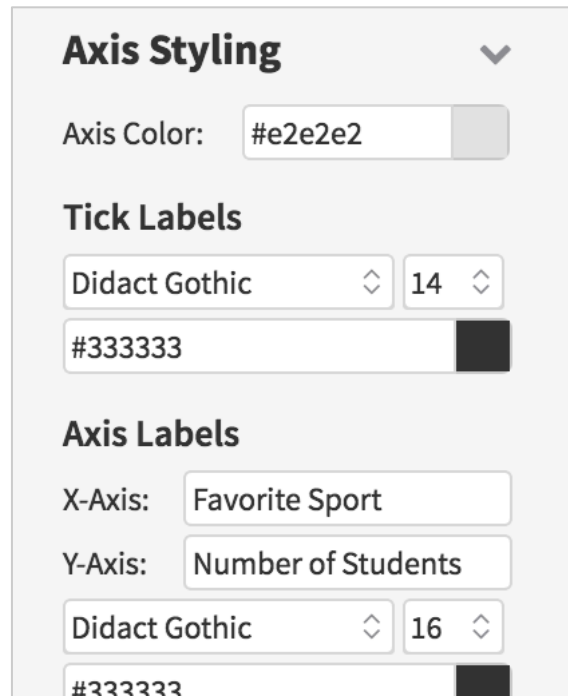 Axis Styling
Axis Color: #e2e2e2
Tick Labels
Didact Gothic 14
#333333
Axis Labels
X-Axis: Favorite Sport
Y-Axis: Number of Students
Didact Gothic 16
#333333